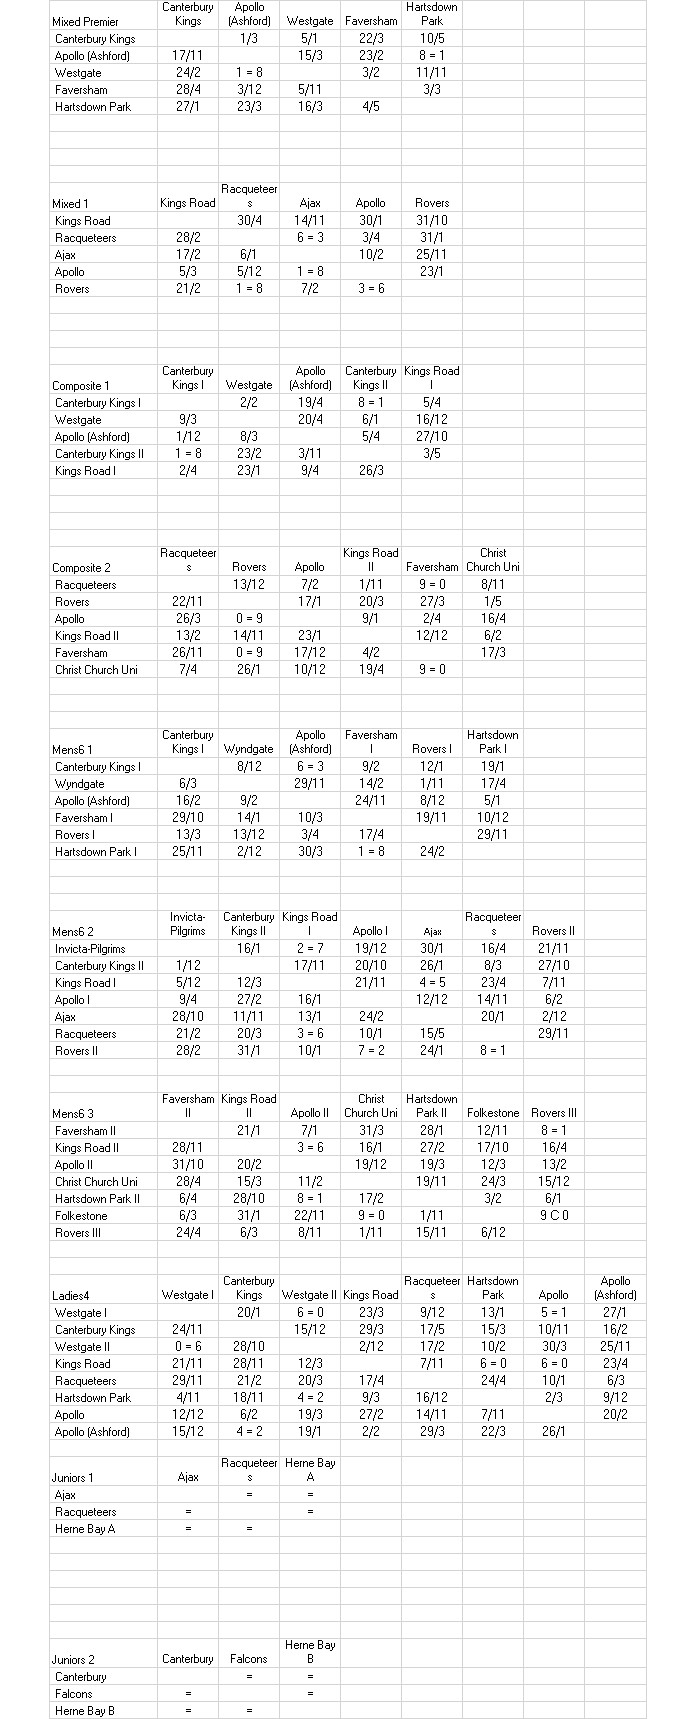 Mixed Premier Canterbury Kings Apollo (Ashford) Westgate Faversham Hartsdown Park
Canterbury Kings 1/3 5/1 22/3 10/5
Apollo (Ashford) 17/11 15/3 23/2 8 = 1
Westgate 24/2 1 = 8 3/2 11/11
Faversham 28/4 3/12 5/11 3/3
Hartsdown Park 27/1 23/3 16/3 4/5
Mixed 1 Kings Road Racqueteers Ajax Apollo Rovers
Kings Road 30/4 14/11 30/1 31/10
Racqueteers 28/2 6 = 3 3/4 31/1
Ajax 17/2 6/1 10/2 25/11
Apollo 5/3 5/12 1 = 8 23/1
Rovers 21/2 1 = 8 7/2 3 = 6
Composite 1 Canterbury Kings I Westgate Apollo (Ashford) Canterbury Kings II Kings Road I
Canterbury Kings I 2/2 19/4 8 = 1 5/4
Westgate 9/3 20/4 6/1 16/12
Apollo (Ashford) 1/12 8/3 5/4 27/10
Canterbury Kings II 1 = 8 23/2 3/11 3/5
Kings Road I 2/4 23/1 9/4 26/3
Composite 2 Racqueteers Rovers Apollo Kings Road II Faversham Christ Church Uni
Racqueteers 13/12 7/2 1/11 9 = 0 8/11
Rovers 22/11 17/1 20/3 27/3 1/5
Apollo 26/3 0 = 9 9/1 2/4 16/4
Kings Road II 13/2 14/11 23/1 12/12 6/2
Faversham 26/11 0 = 9 17/12 4/2 17/3
Christ Church Uni 7/4 26/1 10/12 19/4 9 = 0
Mens6 1 Canterbury Kings I Wyndgate Apollo (Ashford) Faversham I Rovers I Hartsdown Park I
Canterbury Kings I 8/12 6 = 3 9/2 12/1 19/1
Wyndgate 6/3 29/11 14/2 1/11 17/4
Apollo (Ashford) 16/2 9/2 24/11 8/12 5/1
Faversham I 29/10 14/1 10/3 19/11 10/12
Rovers I 13/3 13/12 3/4 17/4 29/11
Hartsdown Park I 25/11 2/12 30/3 1 = 8 24/2
Mens6 2 Invicta-Pilgrims Canterbury Kings II Kings Road I Apollo I Ajax Racqueteers Rovers II
Invicta-Pilgrims 16/1 2 = 7 19/12 30/1 16/4 21/11
Canterbury Kings II 1/12 17/11 20/10 26/1 8/3 27/10
Kings Road I 5/12 12/3 21/11 4 = 5 23/4 7/11
Apollo I 9/4 27/2 16/1 12/12 14/11 6/2
Ajax 28/10 11/11 13/1 24/2 20/1 2/12
Racqueteers 21/2 20/3 3 = 6 10/1 15/5 29/11
Rovers II 28/2 31/1 10/1 7 = 2 24/1 8 = 1
Mens6 3 Faversham II Kings Road II Apollo II Christ Church Uni Hartsdown Park II Folkestone Rovers III
Faversham II 21/1 7/1 31/3 28/1 12/11 8 = 1
Kings Road II 28/11 3 = 6 16/1 27/2 17/10 16/4
Apollo II 31/10 20/2 19/12 19/3 12/3 13/2
Christ Church Uni 28/4 15/3 11/2 19/11 24/3 15/12
Hartsdown Park II 6/4 28/10 8 = 1 17/2 3/2 6/1
Folkestone 6/3 31/1 22/11 9 = 0 1/11 9 C 0
Rovers III 24/4 6/3 8/11 1/11 15/11 6/12
Ladies4 Westgate I Canterbury Kings Westgate II Kings Road Racqueteers Hartsdown Park Apollo Apollo (Ashford)
Westgate I 20/1 6 = 0 23/3 9/12 13/1 5 = 1 27/1
Canterbury Kings 24/11 15/12 29/3 17/5 15/3 10/11 16/2
Westgate II 0 = 6 28/10 2/12 17/2 10/2 30/3 25/11
Kings Road 21/11 28/11 12/3 7/11 6 = 0 6 = 0 23/4
Racqueteers 29/11 21/2 20/3 17/4 24/4 10/1 6/3
Hartsdown Park 4/11 18/11 4 = 2 9/3 16/12 2/3 9/12
Apollo 12/12 6/2 19/3 27/2 14/11 7/11 20/2
Apollo (Ashford) 15/12 4 = 2 19/1 2/2 29/3 22/3 26/1
Juniors 1 Ajax Racqueteers Herne Bay A
Ajax = =
Racqueteers = =
Herne Bay A = =
Juniors 2 Canterbury Falcons Herne Bay B
Canterbury = =
Falcons = =
Herne Bay B = =